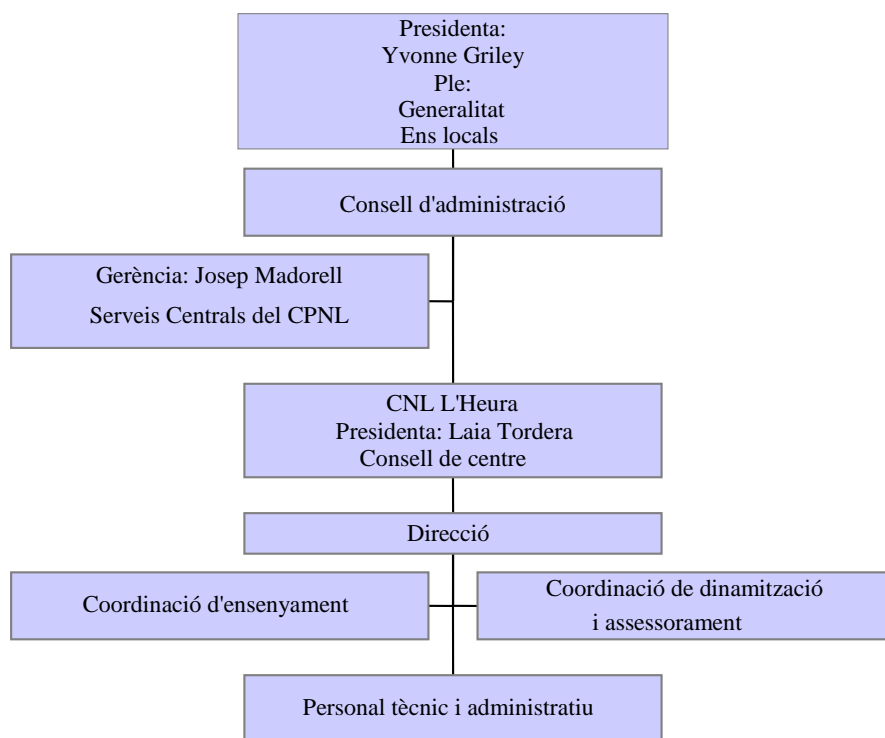 Presidenta:
Yvonne Griley
Ple:
Generalitat
Ens locals
Consell d'administració
Gerència: Josep Madorell
Serveis Centrals del CPNL
CNL L'Heura
Presidenta: Laia Tordera
Consell de centre
Direcció
Coordinació d'ensenyament
Coordinació de dinamització
i assessorament
Personal tècnic i administratiu